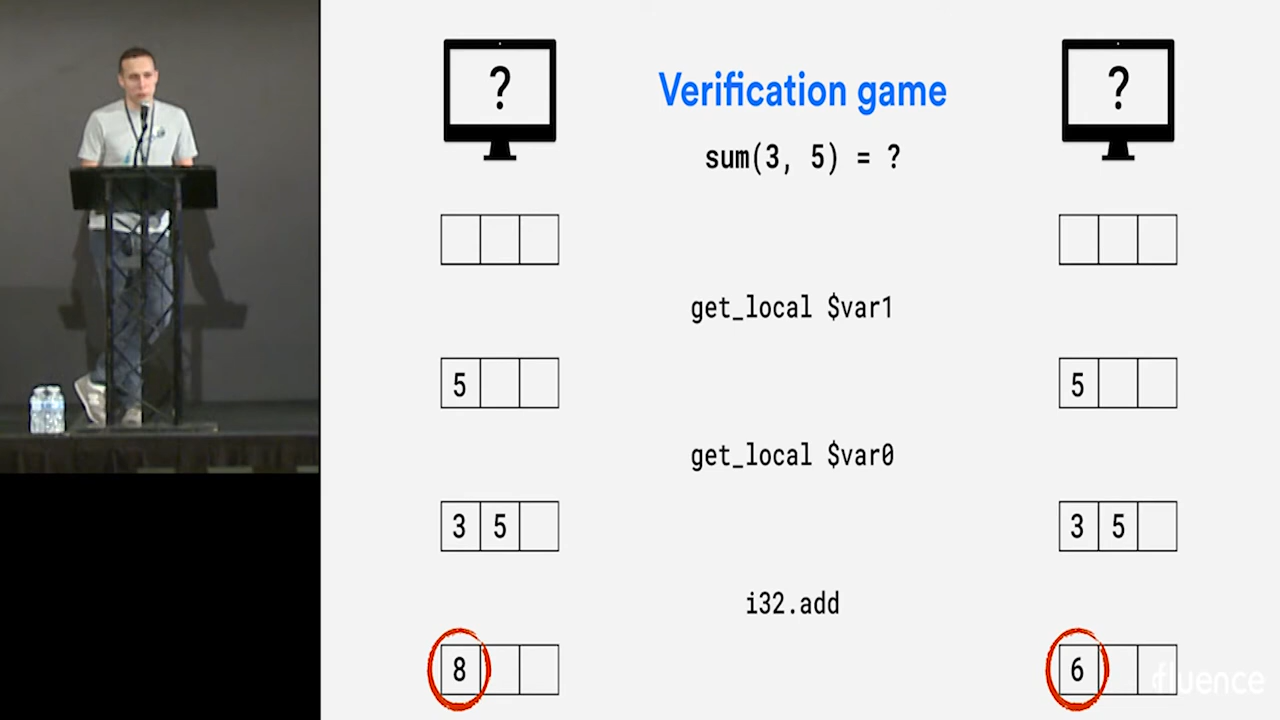 ? ?
Verification game
sum(3, 5) = ?
get_local $var1
5 5
get_local $var0
3 5 3 5
i32.add
8 6
fluence